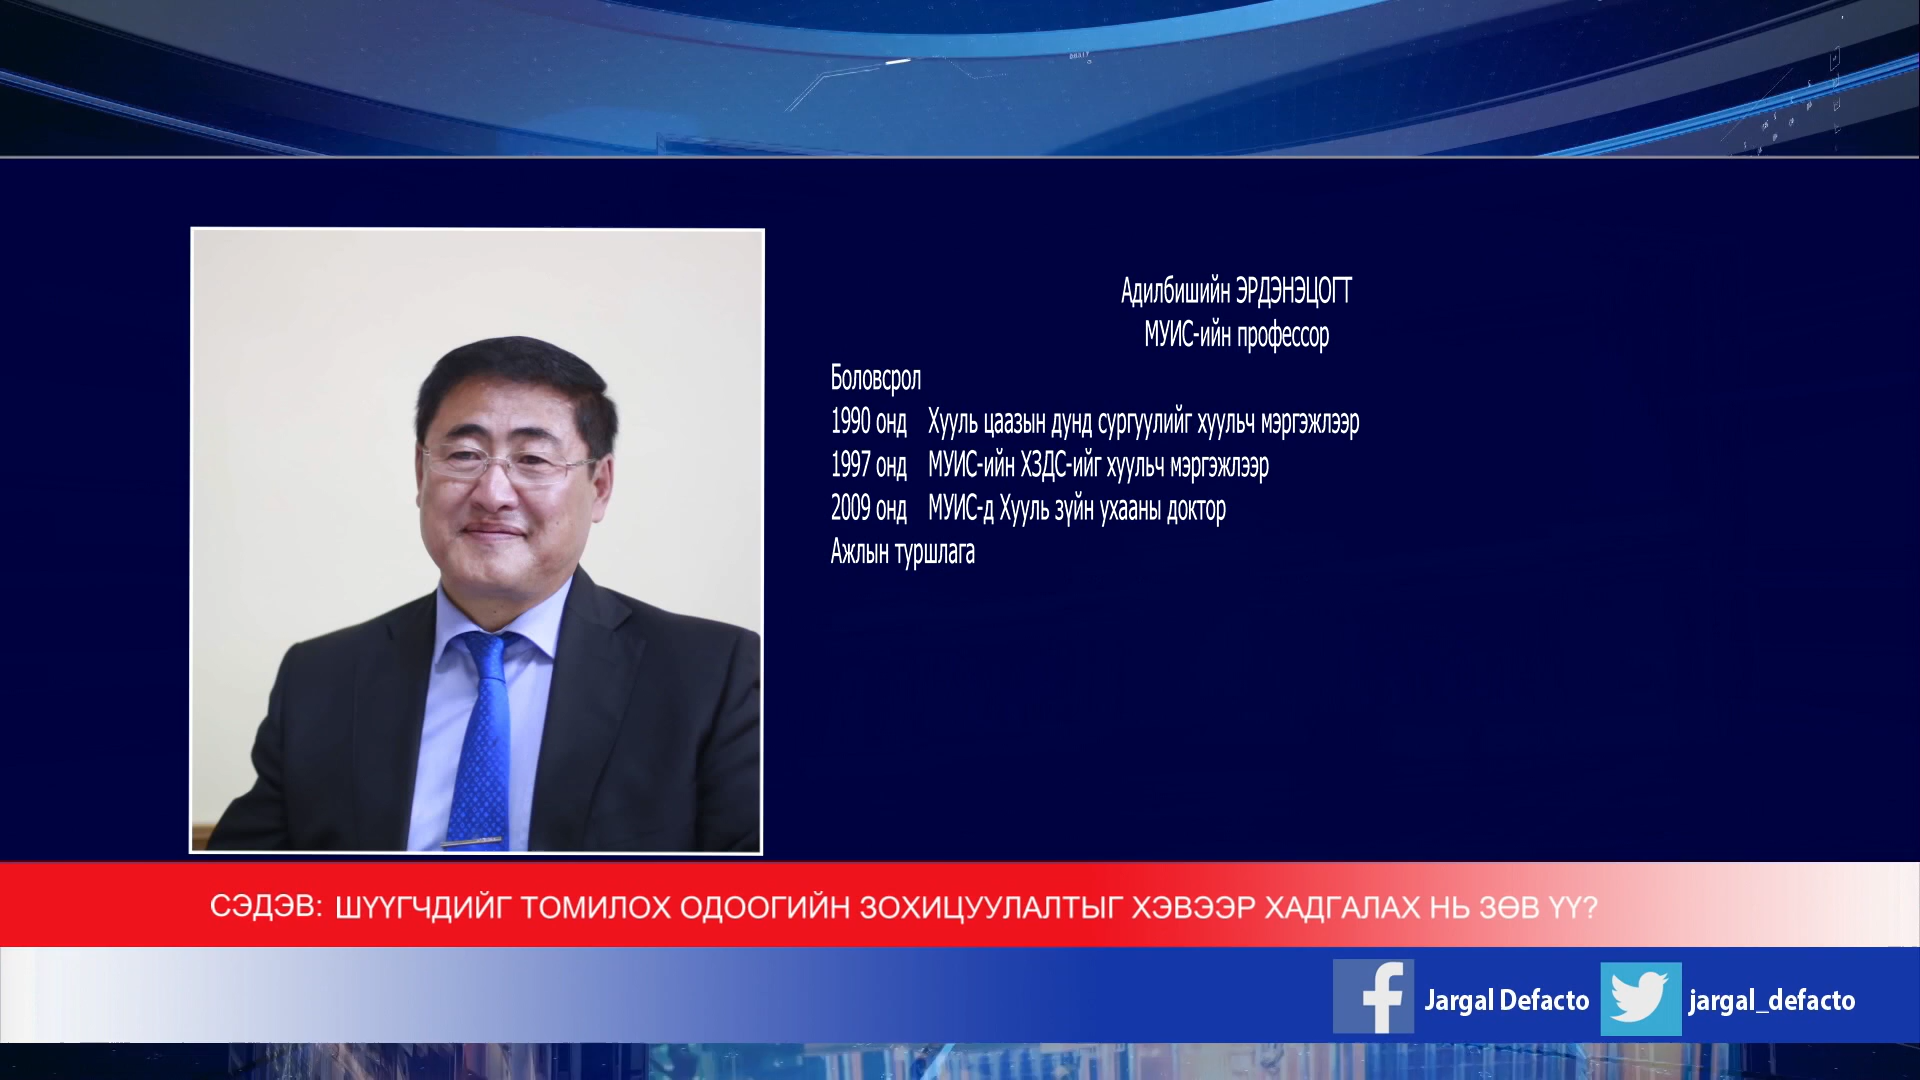 Адилбишийн ЭРДЭНЭЦОГТ
МУИС-ийн профессор
Боловсрол
1990 онд Хууль цаазын дунд сургуулийг хуульч мэргэжлээр
1997 онд МУИС-ийн ХЗДС-ийг хуульч мэргэжлээр
2009 онд МУИС-д Хууль зүйн ухааны доктор
Ажлын туршлага
СЭДЭВ: ШҮҮГЧДИЙГ ТОМИЛОХ ОДООГИЙН ЗОХИЦУУЛАЛТЫГ ХЭВЭЭР ХАДГАЛАХ НЬ ЗӨВ ҮҮ?
Jargal Defacto jargal_defacto